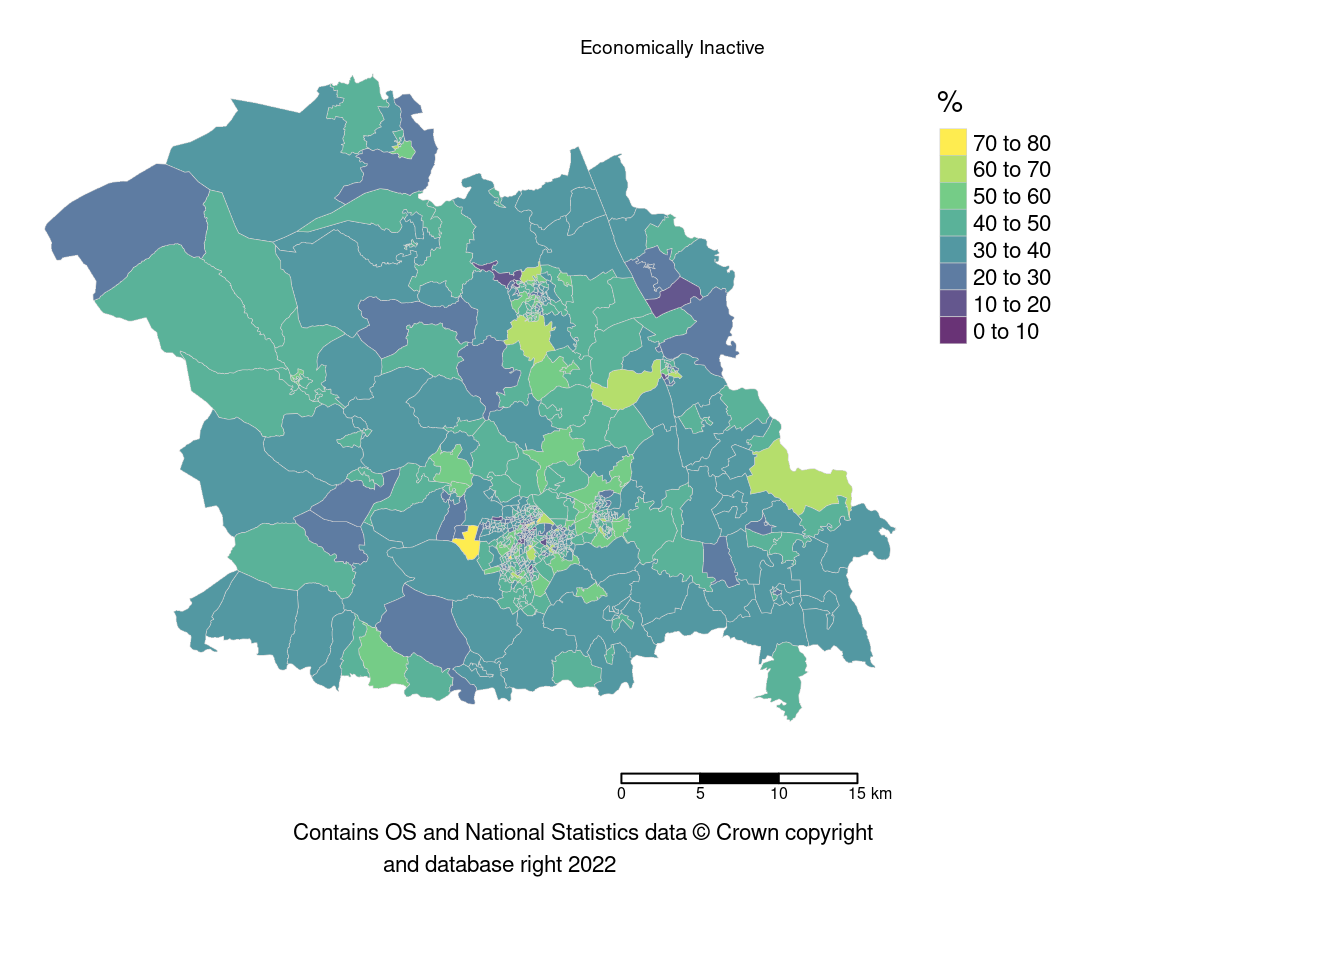 Economically Inactive
%
70 to 80
60 to 70
50 to 60
40 to 50
30 to 40
20 to 30
10 to 20
0 to 10
0 5 10 15 km
Contains OS and National Statistics data © Crown copyright
and database right 2022